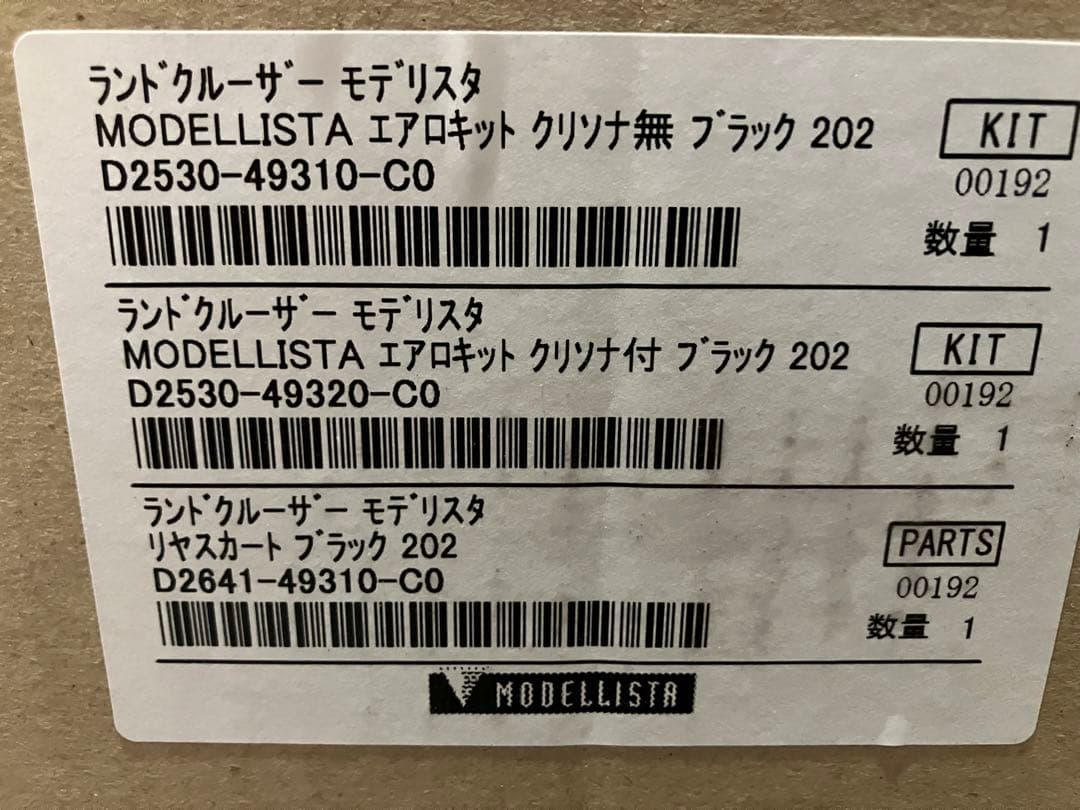 ランドクルーザー モデリスタ
MODELLISTA エアロキット クリソナ無 ブラック 202
D2530-49310-C0
KIT
00192
数量 1
ランドクルーザー モデリスタ
MODELLISTA エアロキット クリソナ付 ブラック 202
D2530-49320-C0
KIT
00192
数量 1
ランドクルーザー モデリスタ
リヤスカート ブラック 202
D2641-49310-C0
PARTS
00192
数量 1
MODELLISTA